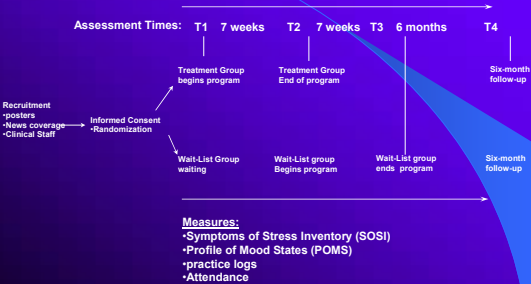 Assessment Times: T1 7 weeks T2 7 weeks T3 6 months T4
Treatment Group
begins program
Treatment Group
End of program
Six-month
follow-up
Recruitment
•posters
•News coverage
•Clinical Staff
Informed Consent
•Randomization
Wait-List Group
waiting
Wait-List group
Begins program
Wait-List group
ends program
Six-month
follow-up
Measures:
•Symptoms of Stress Inventory (SOSI)
•Profile of Mood States (POMS)
•practice logs
•Attendance